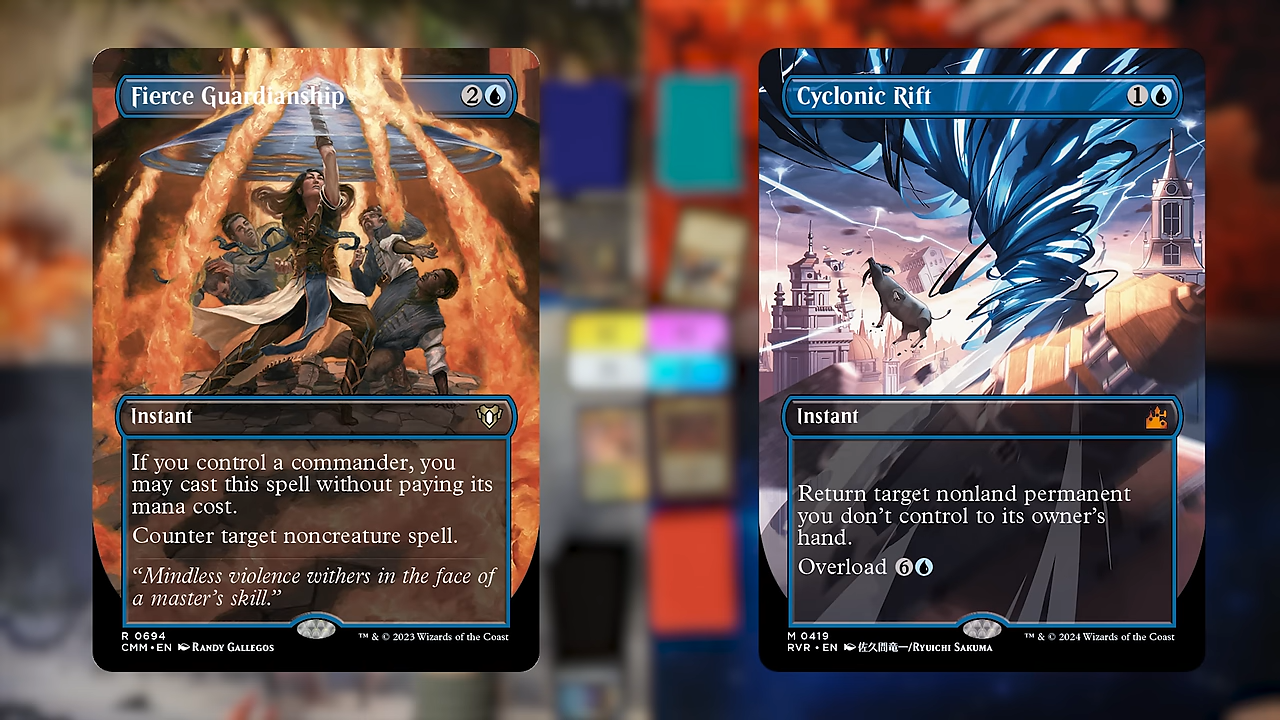 Fierce Guardianship 2
Instant
If you control a commander, you
may cast this spell without paying its
mana cost.
Counter target noncreature spell.
“Mindless violence withers in the face of
a master’s skill.”
R 0694
CMM • EN Randy Gallegos
™ & © 2023 Wizards of the Coast
Cyclonic Rift 1
Instant
Return target nonland permanent
you don’t control to its owner’s
hand.
Overload 6
M 0419
RVR • EN 佐久間竜一/Ryuichi Sakuma
™ & © 2024 Wizards of the Coast